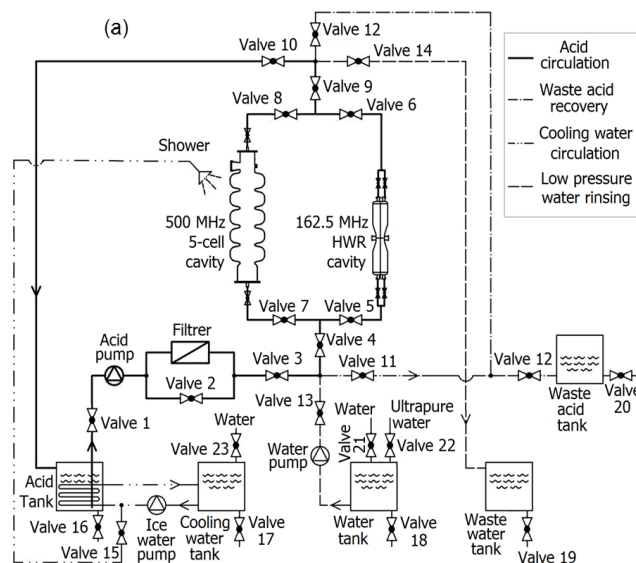 (a)
Valve 12
Valve 10
Valve 14
Valve 9
Valve 8
Valve 6
Shower
500 MHz
5-cell
cavity
162.5 MHz
HWR
cavity
Valve 7
Valve 5
Filtrer
Acid
pump
Valve 4
Valve 3
Valve 11
Valve 2
Valve 12
Valve
20
Waste acid
tank
Valve 1
Valve
13
Water
Valve 23
Water
pump
Water
Valve
21
Ultrapure
water
Valve 22
Acid
Tank
Valve 16
Valve 15
Ice
water
pump
Cooling
water
tank
Valve
17
Water
tank
Valve
18
Waste
water
tank
Valve 19
Acid
circulation
Waste acid
recovery
Cooling water
circulation
Low pressure
water rinsing